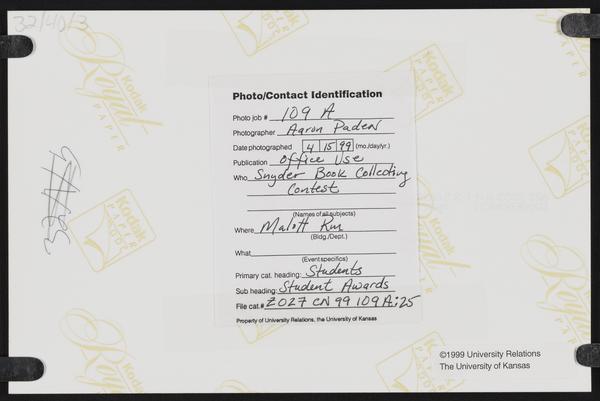 32/40/3
Kodak
Royal
PAPER
Photo/Contact Identification
Photo job # 109 A
Photographer Aaron Paden
Date photographed 4 15 99 (mo./day/yr.)
Publication Office Use
Who Snyder Book Collecting
Contest
(Names of all subjects)
Where Malott Rm
(Bldg./Dept.)
What
(Event specifics)
Primary cat. heading: Students
Sub heading: Student Awards
File cat.# Z027 CN 99 109 A:25
Property of University Relations, the University of Kansas
©1999 University Relations
The University of Kansas